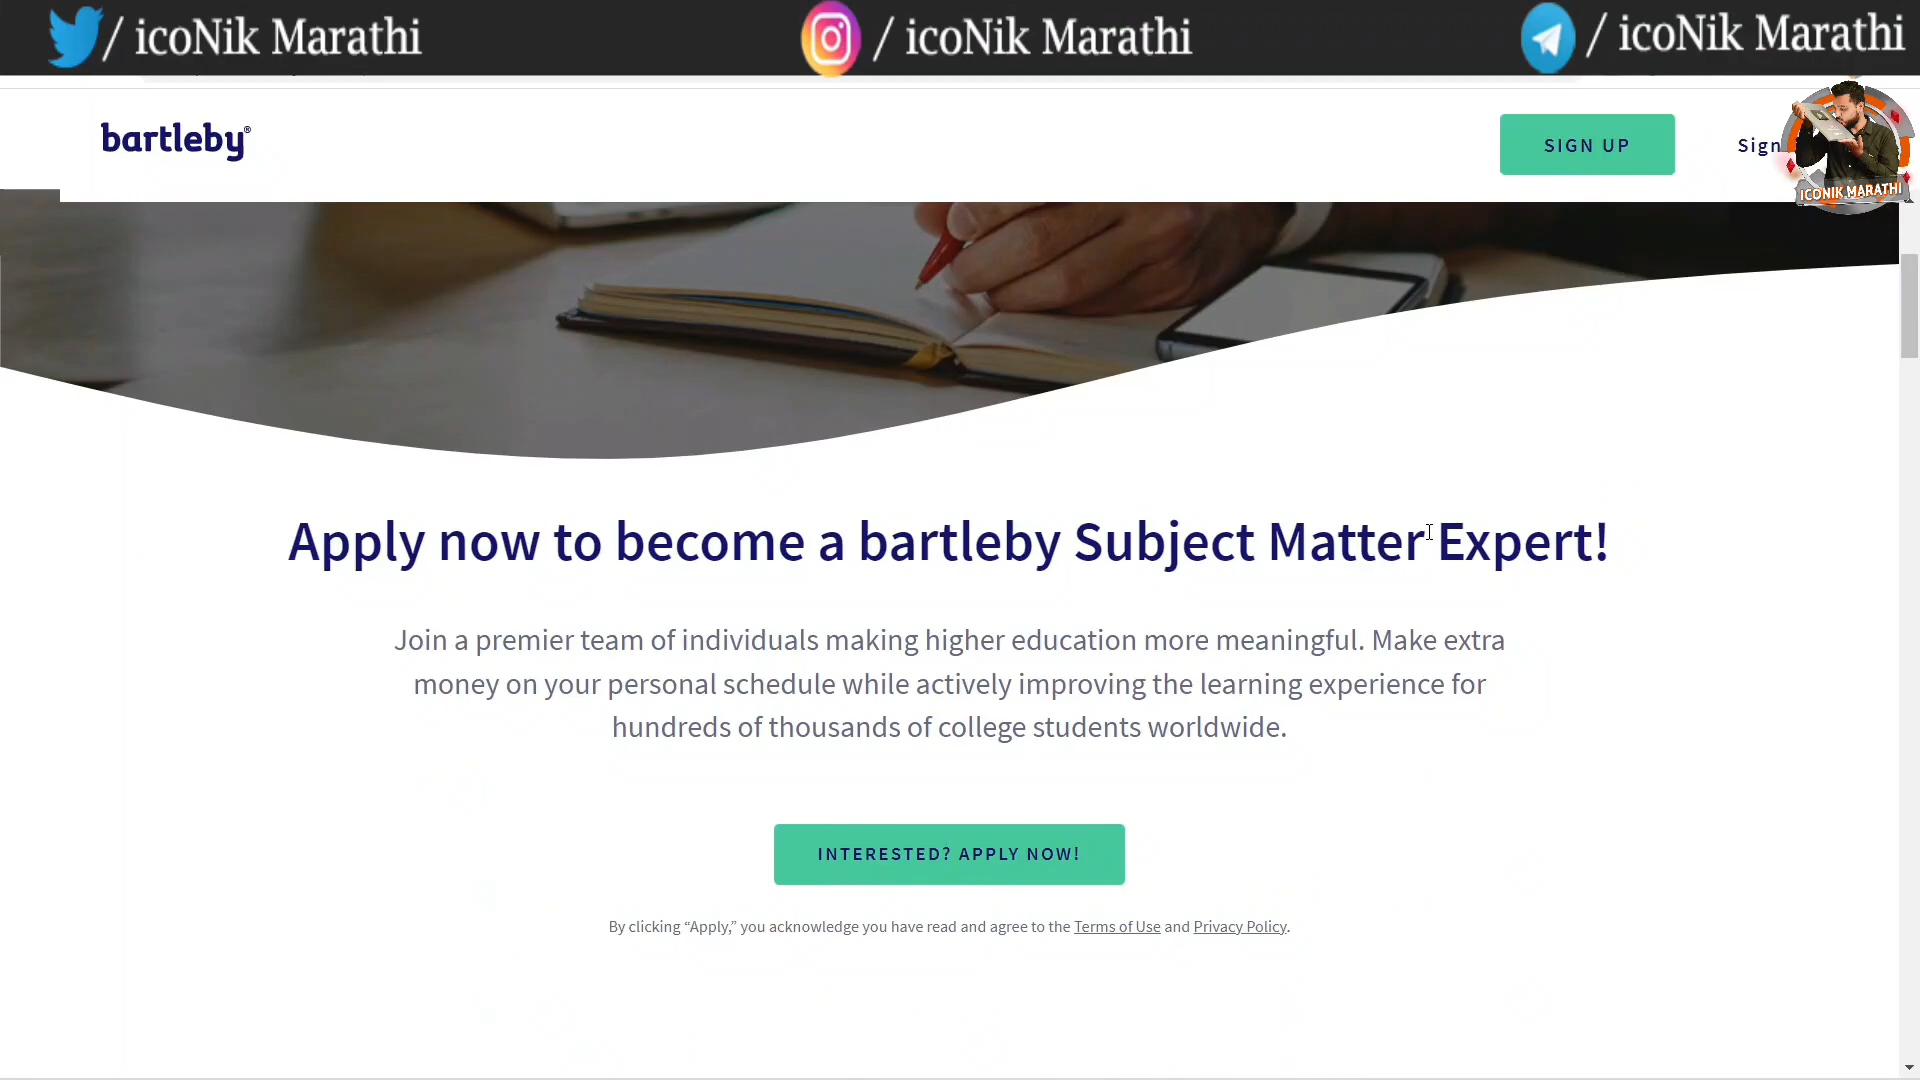 / icoNik Marathi
/ icoNik Marathi
/ icoNik Marathi
bartleby®
SIGN UP
Sign
ICONIK MARATHI
Apply now to become a bartleby Subject Matter Expert!
Join a premier team of individuals making higher education more meaningful. Make extra
money on your personal schedule while actively improving the learning experience for
hundreds of thousands of college students worldwide.
INTERESTED? APPLY NOW!
By clicking “Apply,” you acknowledge you have read and agree to the Terms of Use and Privacy Policy.